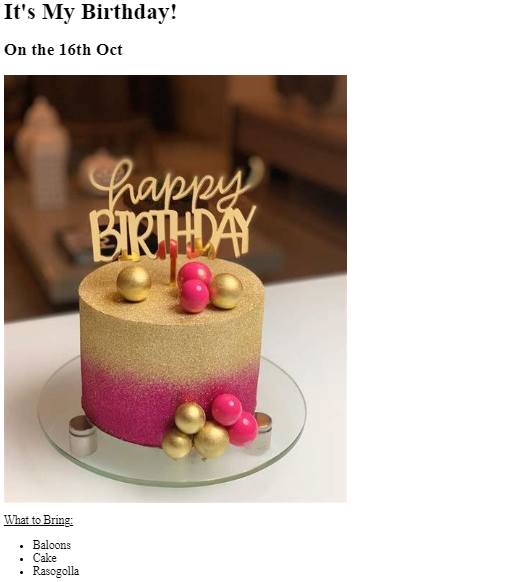 It's My Birthday!
On the 16th Oct
happy
BIRTHDAY
What to Bring:
Baloons
Cake
Rasogolla